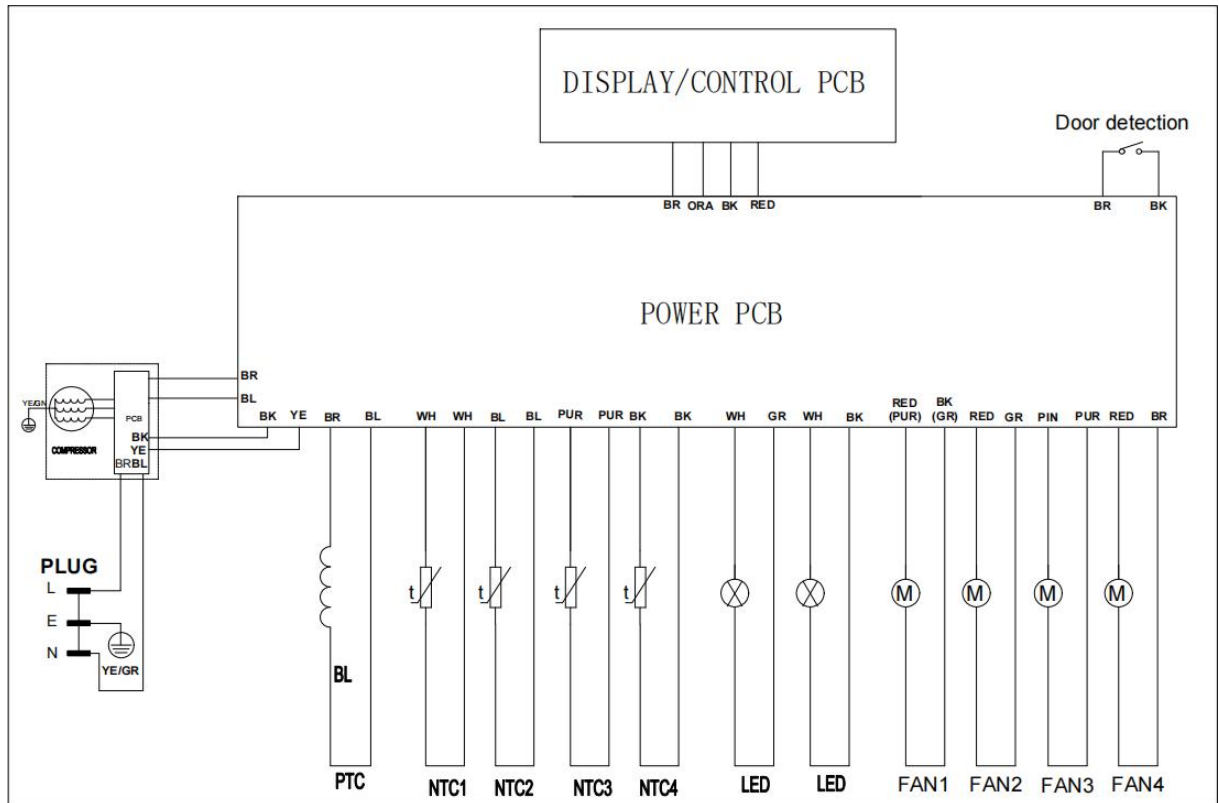 DISPLAY/CONTROL PCB
Door detection
BR ORA BK RED
BR BK
POWER PCB
BR
BL
YE/GN
PCB
BK
YE
BRBL
COMPRESSOR
BK YE BR BL WH WH BL BL PUR PUR BK BK WH GR WH BK RED (PUR) BK (GR) RED GR PIN PUR RED BR
PLUG
L
E
N
YE/GR
t t t t M M M M
BL
PTC NTC1 NTC2 NTC3 NTC4 LED LED FAN1 FAN2 FAN3 FAN4